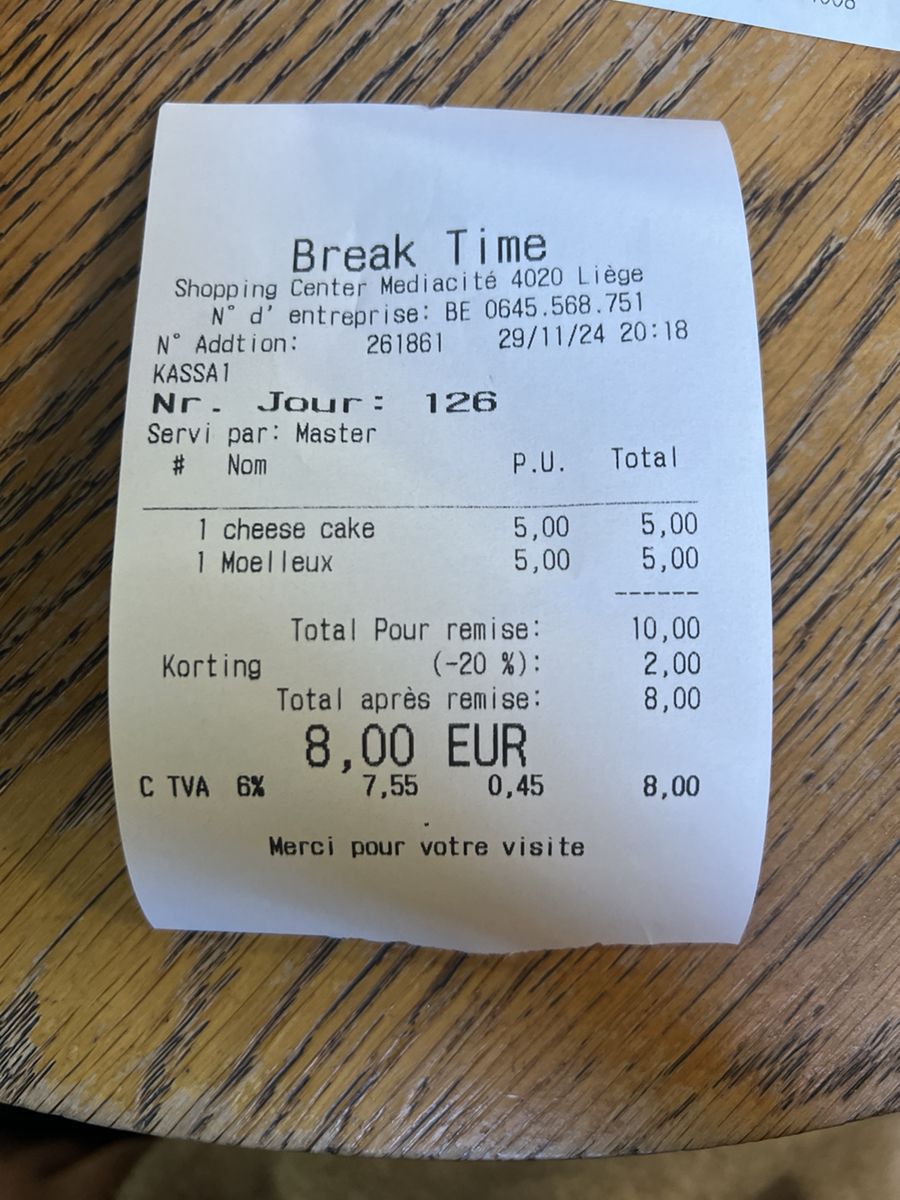 Break Time
Shopping Center Mediacité 4020 Liège
N° d' entreprise: BE 0645.568.751
N° Addtion: 261861 29/11/24 20:18
KASSA1
Nr. Jour: 126
Servi par: Master
# Nom P.U. Total
1 cheese cake 5,00 5,00
1 Moelleux 5,00 5,00
------
Total Pour remise: 10,00
Korting (-20 %): 2,00
Total après remise: 8,00
8,00 EUR
C TVA 6% 7,55 0,45 8,00
.
Merci pour votre visite